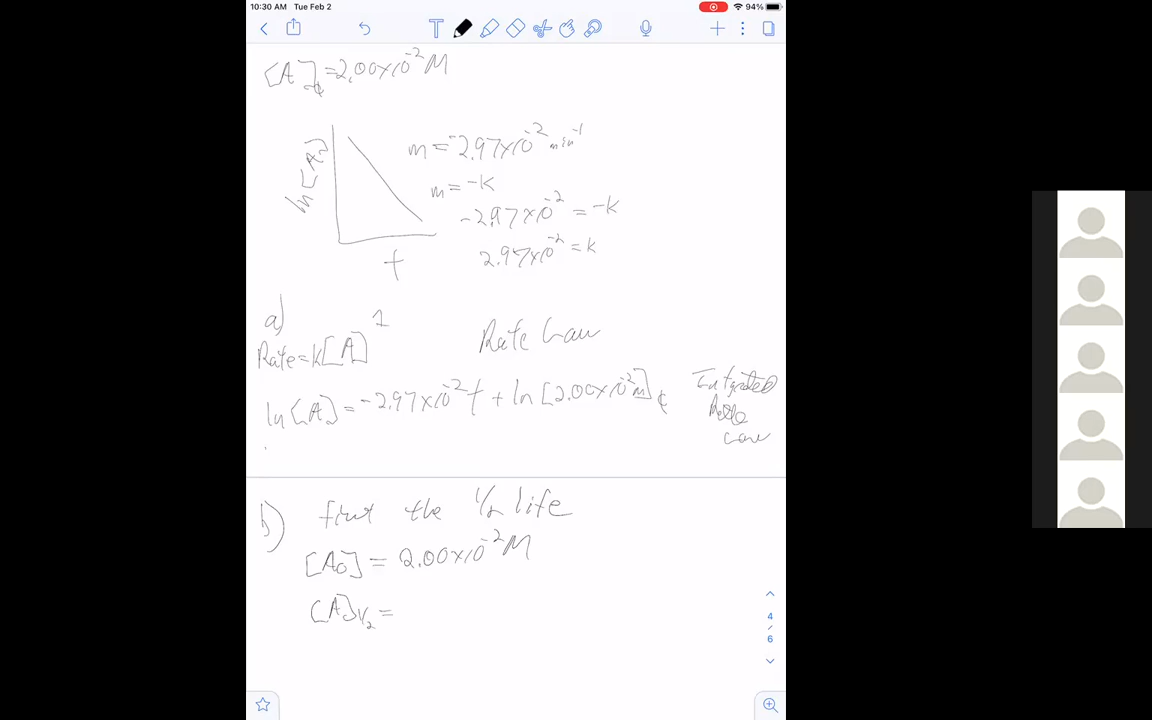 10:30 AM Tue Feb 2
94%
[A]₀ = 2.00×10⁻² M
ln [A]
t
m = -2.97×10⁻² min⁻¹
m = -k
-2.97×10⁻² = -k
2.97×10⁻² = k
a)
Rate = k[A]¹
Rate Law
ln [A] = -2.97×10⁻² t + ln [2.00×10⁻² M]
Integrated
Rate
Law
b) find the ½ life
[A₀] = 2.00×10⁻² M
[A]½ =
4
/
6